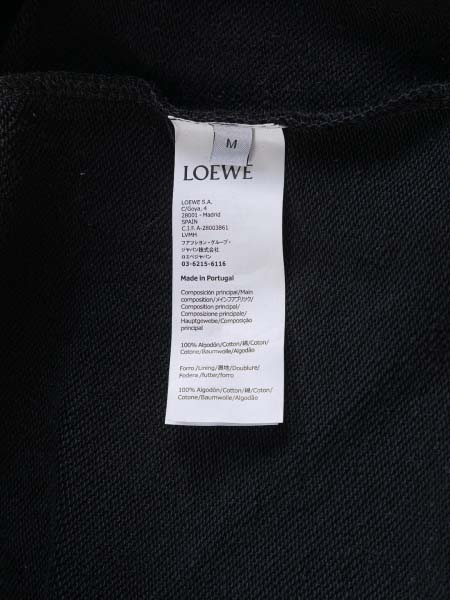 M
LOEWE
LOEWE S.A.
C/Goya, 4
28001 - Madrid
SPAIN
C.I.F. A-28003861
LVMH
フアツシヨン・グループ・
ジャパン株式会社
ロエベジャパン
03-6215-6116
Made in Portugal
Composición principal/Main
composition/メインフアブリック/
Composition principal/
Composizione principale/
Hauptgewebe/Composição
principal
100% Algodón/Cotton/綿/Coton/
Cotone/Baumwolle/Algodão
Forro /Lining/裏地/Doublure/
Fodera /futter/forro
100% Algodón/Cotton/綿/Coton/
Cotone/Baumwolle/Algodão